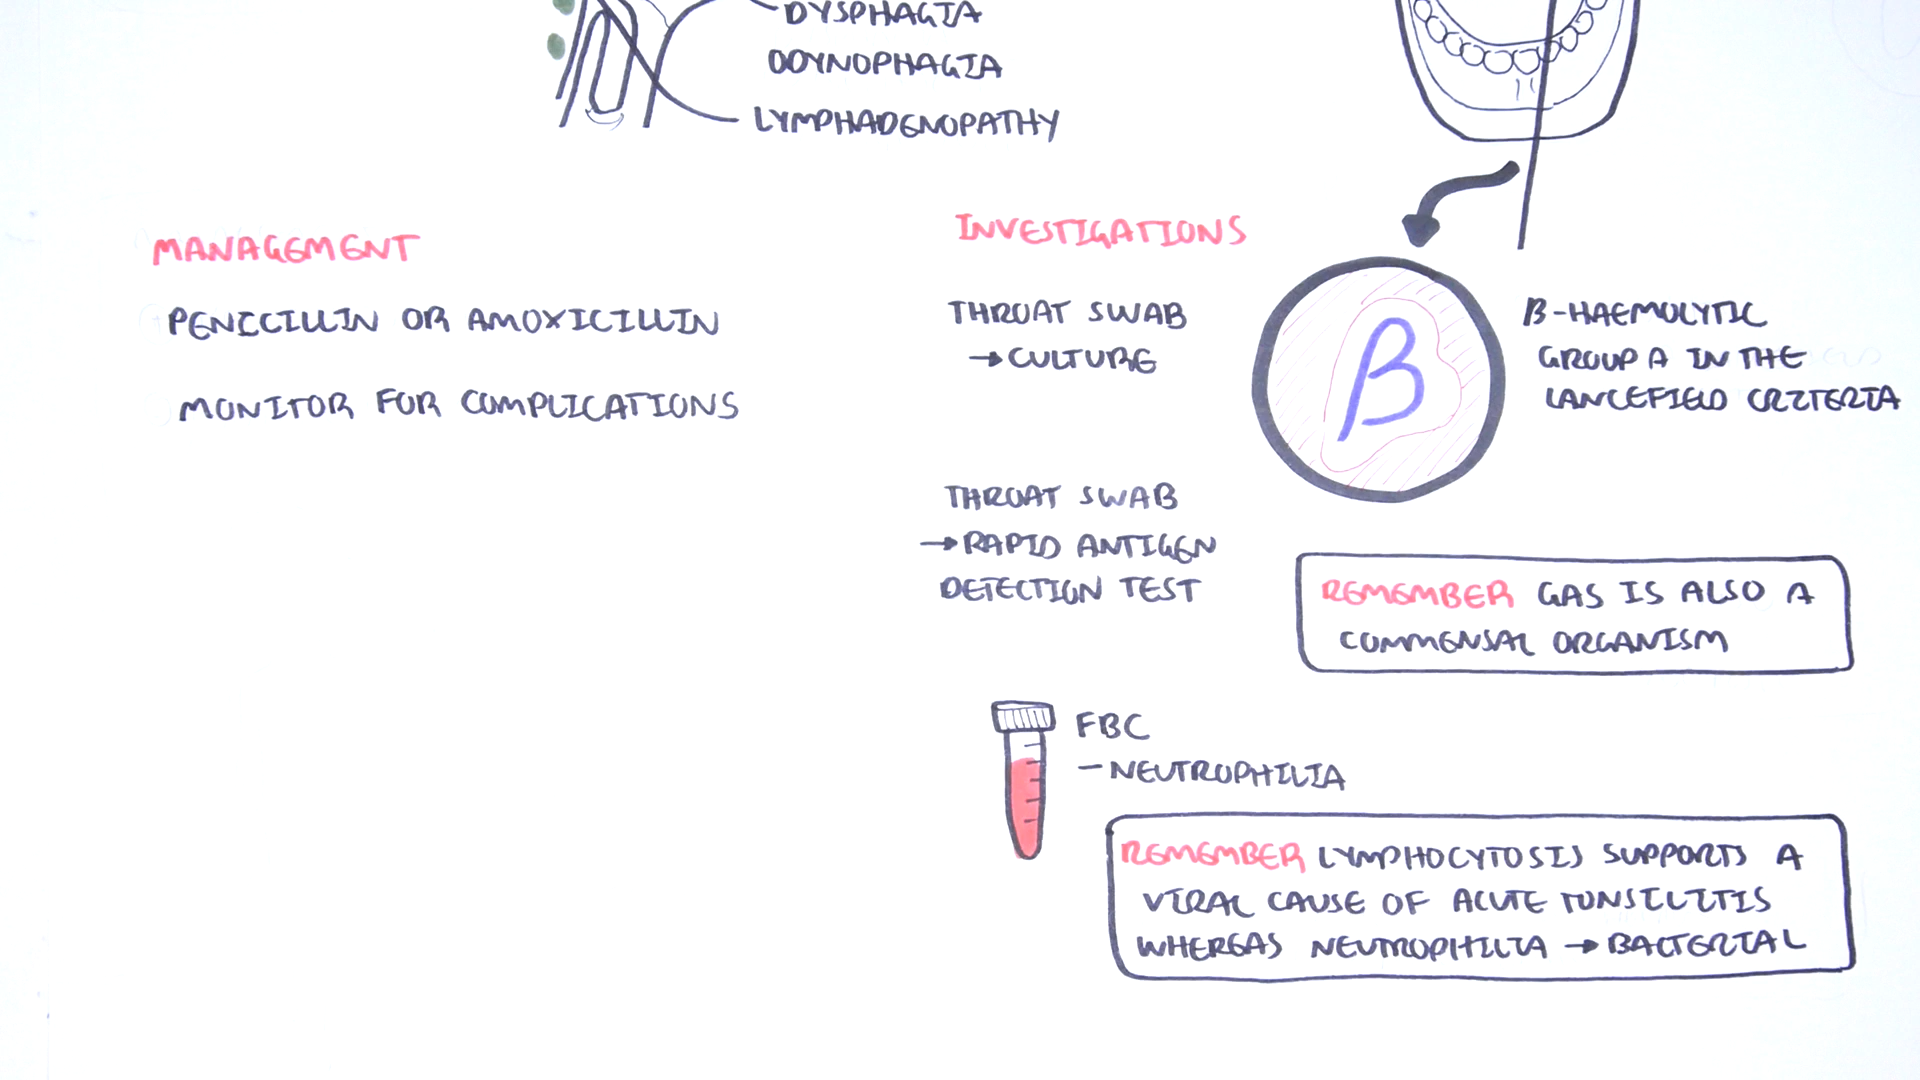 DYSPHAGIA
ODYNOPHAGIA
LYMPHADENOPATHY
MANAGEMENT
PENICILLIN OR AMOXICILLIN
MONITOR FOR COMPLICATIONS
INVESTIGATIONS
THROAT SWAB
→ CULTURE
β
β-HAEMOLYTIC
GROUP A IN THE
LANCEFIELD CRITERIA
THROAT SWAB
→ RAPID ANTIGEN
DETECTION TEST
REMEMBER GAS IS ALSO A
COMMENSAL ORGANISM
FBC
- NEUTROPHILIA
REMEMBER LYMPHOCYTOSIS SUPPORTS A
VIRAL CAUSE OF ACUTE TONSILITIS
WHEREAS NEUTROPHILIA → BACTERIAL